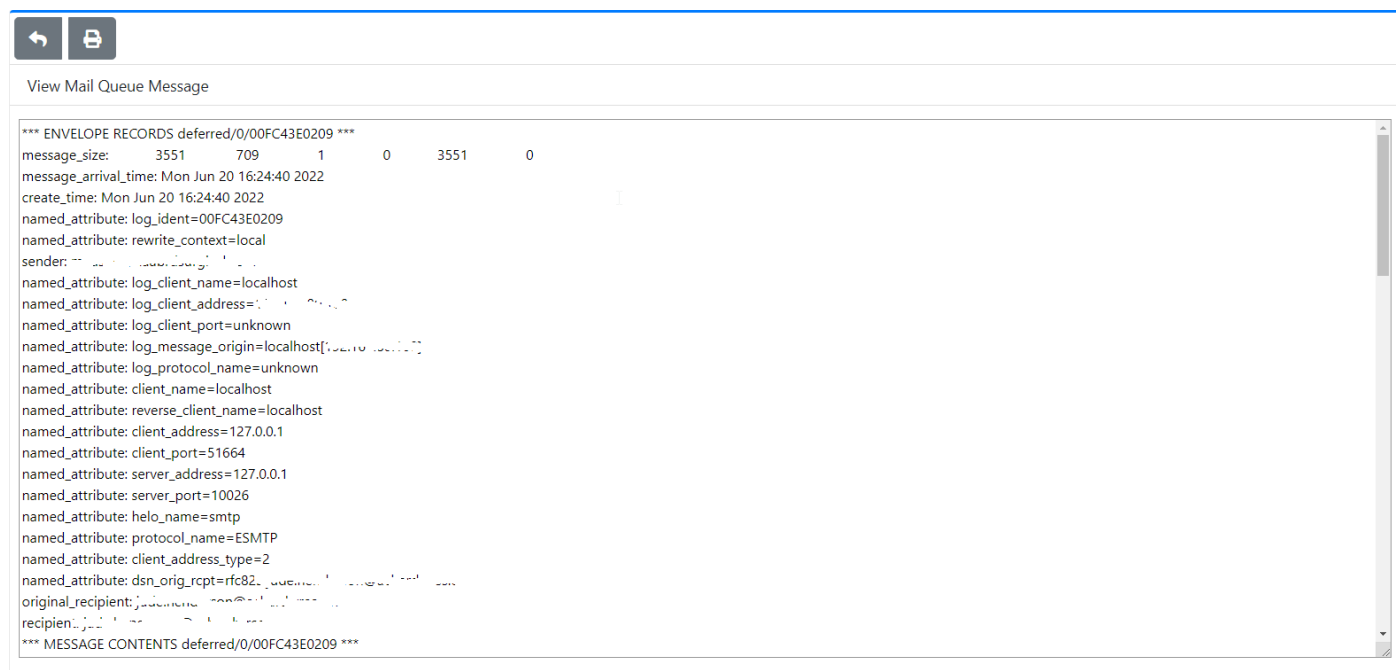 View Mail Queue Message
*** ENVELOPE RECORDS deferred/0/00FC43E0209 ***
message_size: 3551 709 1 0 3551 0
message_arrival_time: Mon Jun 20 16:24:40 2022
create_time: Mon Jun 20 16:24:40 2022
named_attribute: log_ident=00FC43E0209
named_attribute: rewrite_context=local
sender:
named_attribute: log_client_name=localhost
named_attribute: log_client_address=
named_attribute: log_client_port=unknown
named_attribute: log_message_origin=localhost[
named_attribute: log_protocol_name=unknown
named_attribute: client_name=localhost
named_attribute: reverse_client_name=localhost
named_attribute: client_address=127.0.0.1
named_attribute: client_port=51664
named_attribute: server_address=127.0.0.1
named_attribute: server_port=10026
named_attribute: helo_name=smtp
named_attribute: protocol_name=ESMTP
named_attribute: client_address_type=2
named_attribute: dsn_orig_rcpt=
original_recipient:
recipient
*** MESSAGE CONTENTS deferred/0/00FC43E0209 ***